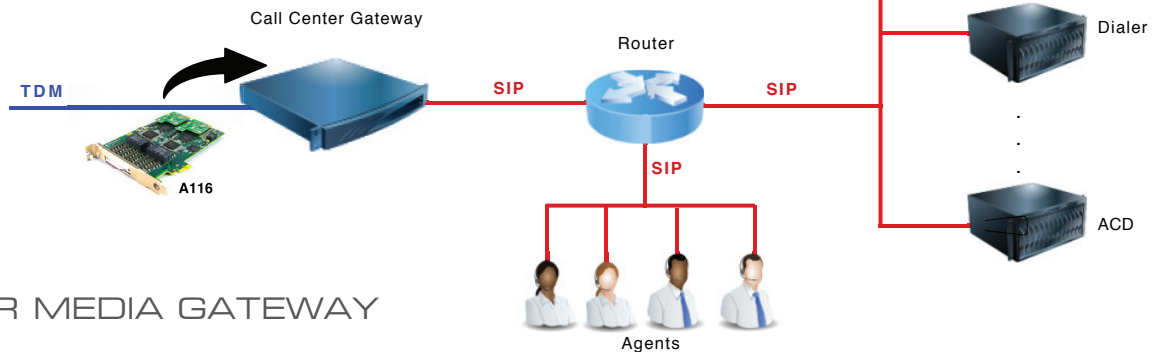 Call Center Gateway
Dialer
Router
TDM
SIP
SIP
A116
SIP
ACD
R MEDIA GATEWAY
Agents